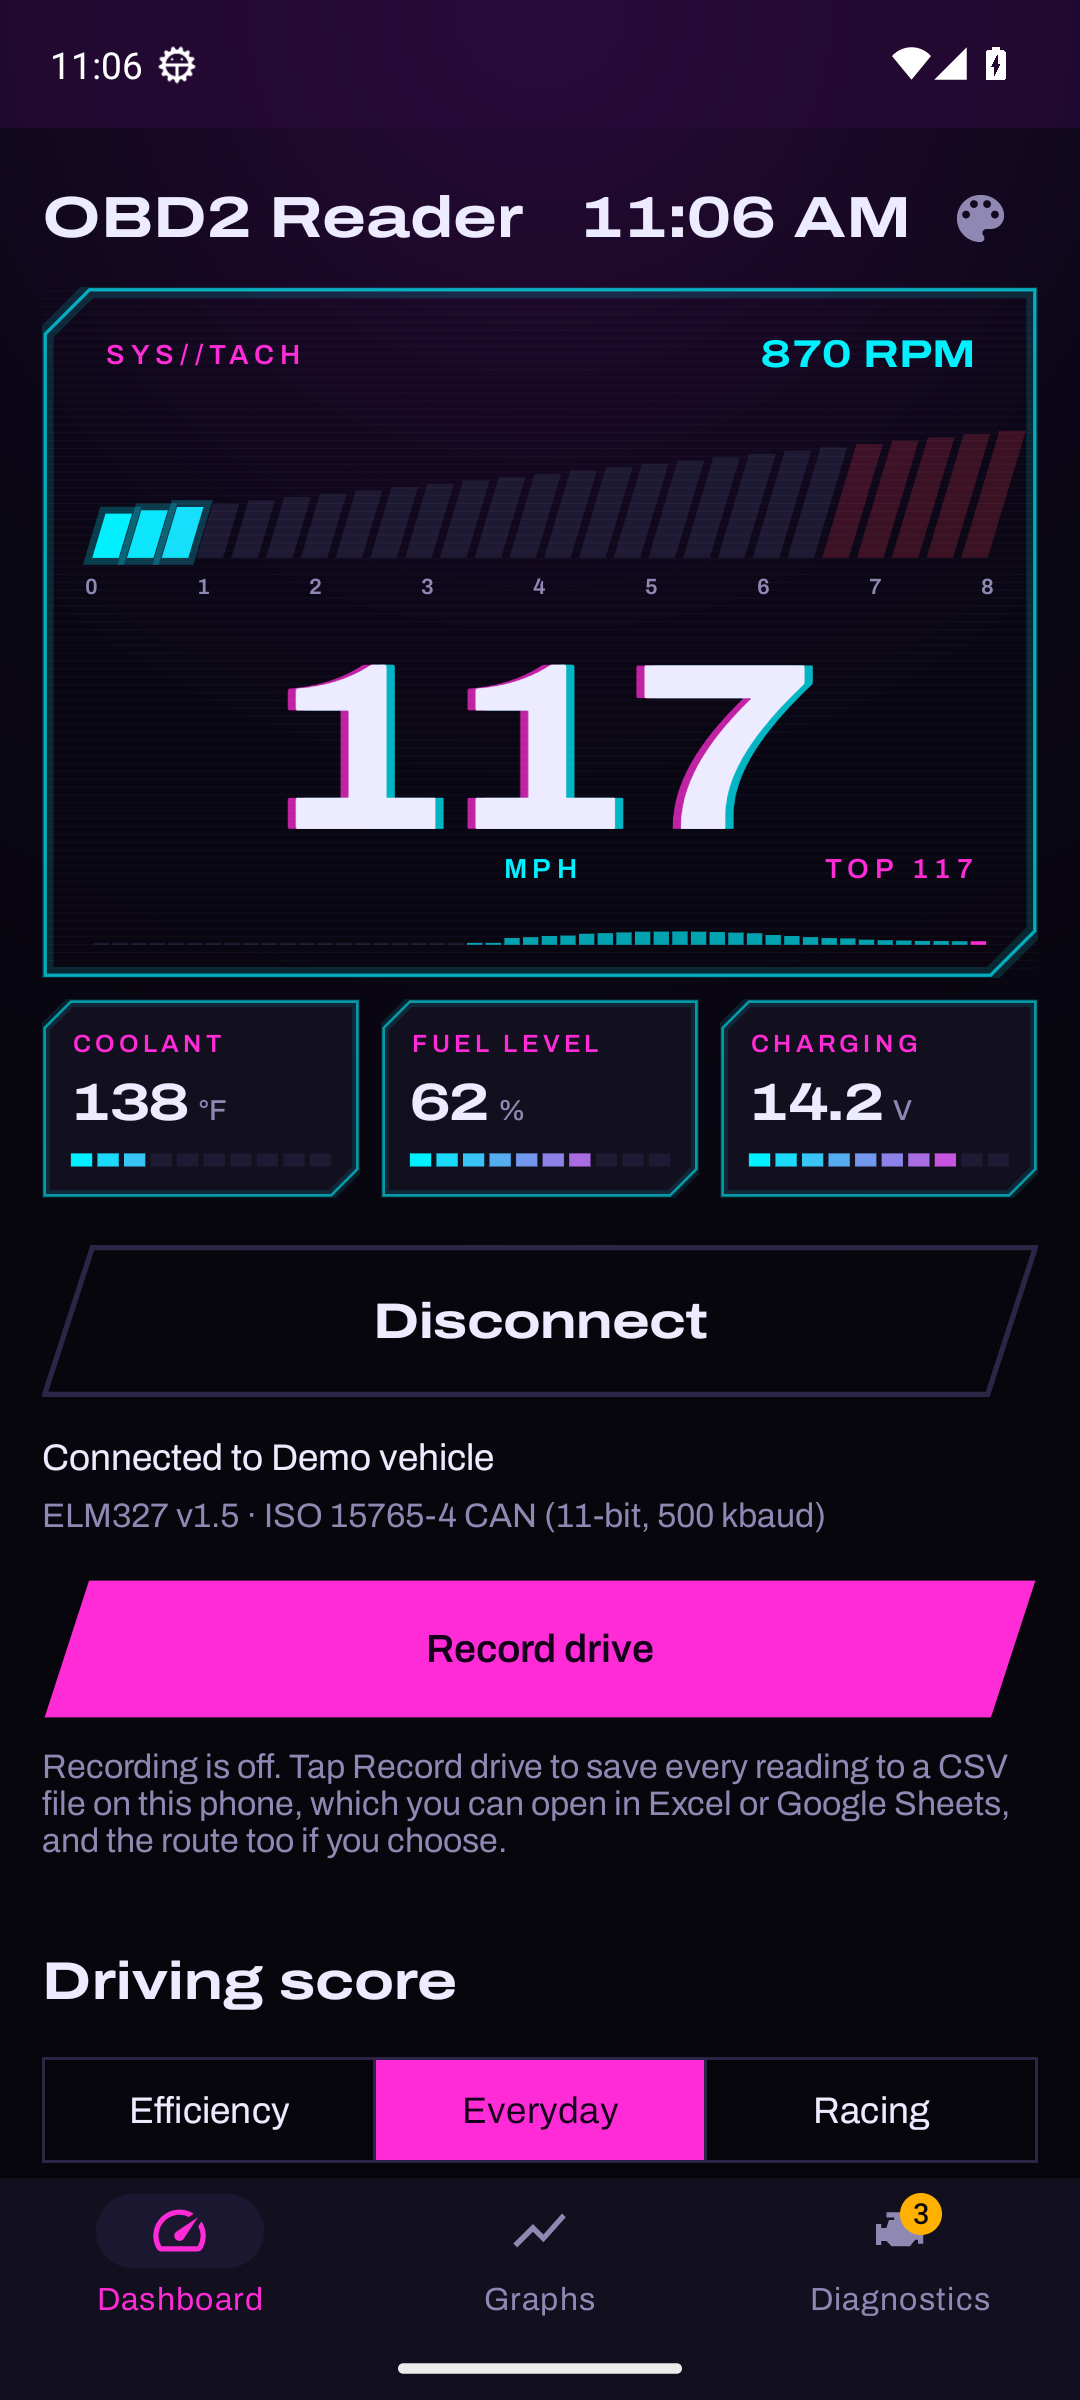 11:06
OBD2 Reader 11:06 AM
SYS//TACH 870 RPM
0 1 2 3 4 5 6 7 8
117
MPH TOP 117
COOLANT FUEL LEVEL CHARGING
138 °F 62 % 14.2 V
Disconnect
Connected to Demo vehicle
ELM327 v1.5 · ISO 15765-4 CAN (11-bit, 500 kbaud)
Record drive
Recording is off. Tap Record drive to save every reading to a CSV
file on this phone, which you can open in Excel or Google Sheets,
and the route too if you choose.
Driving score
Efficiency Everyday Racing
3
Dashboard Graphs Diagnostics